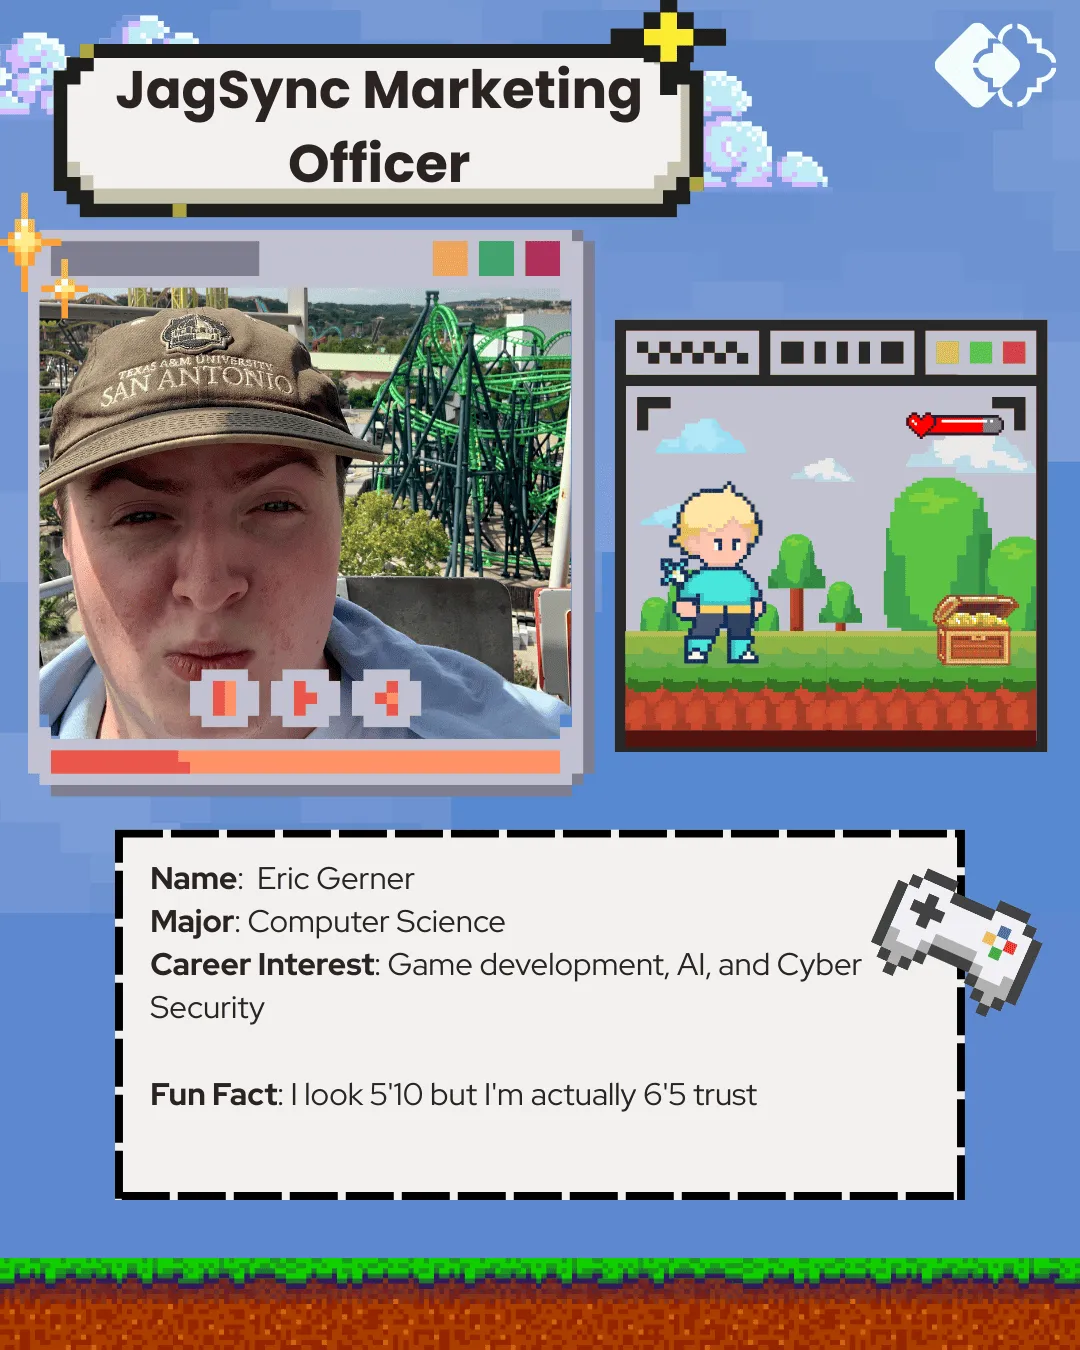 JagSync Marketing
Officer
TEXAS A&M UNIVERSITY
SAN ANTONIO
Name:  Eric Gerner
Major: Computer Science
Career Interest: Game development, AI, and Cyber
Security
Fun Fact: I look 5'10 but I'm actually 6'5 trust